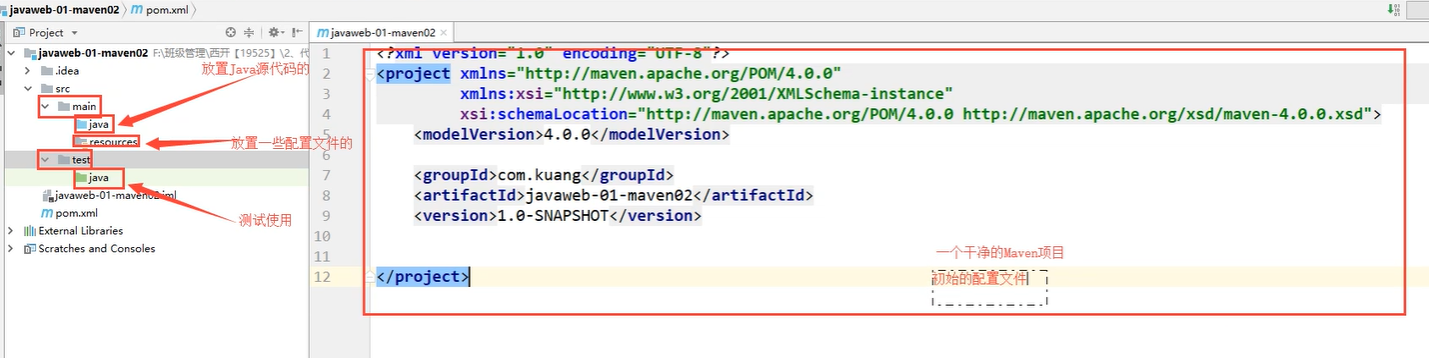 javaweb-01-maven02 pom.xml
Project
javaweb-01-maven02 F:\班级管理\西开【19525】\2、代
.idea
src
main
java
resources
test
java
javaweb-01-maven02.iml
pom.xml
External Libraries
Scratches and Consoles
放置Java源代码的
放置一些配置文件的
测试使用
javaweb-01-maven02
1 <?xml version="1.0" encoding="UTF-8"?>
2 <project xmlns="http://maven.apache.org/POM/4.0.0"
3 xmlns:xsi="http://www.w3.org/2001/XMLSchema-instance"
4 xsi:schemaLocation="http://maven.apache.org/POM/4.0.0 http://maven.apache.org/xsd/maven-4.0.0.xsd">
5 <modelVersion>4.0.0</modelVersion>
6
7 <groupId>com.kuang</groupId>
8 <artifactId>javaweb-01-maven02</artifactId>
9 <version>1.0-SNAPSHOT</version>
10
11
12 </project>
一个干净的Maven项目
初始的配置文件